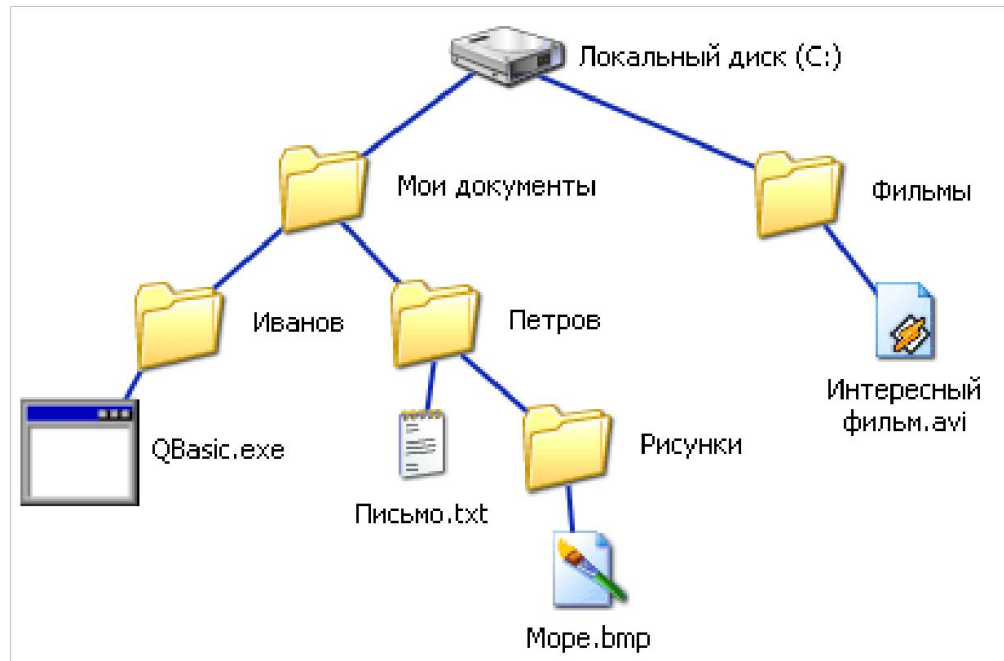 Локальный диск (C:)
Мои документы
Фильмы
Иванов
Петров
Интересный
фильм.avi
QBasic.exe
Рисунки
Письмо.txt
Море.bmp